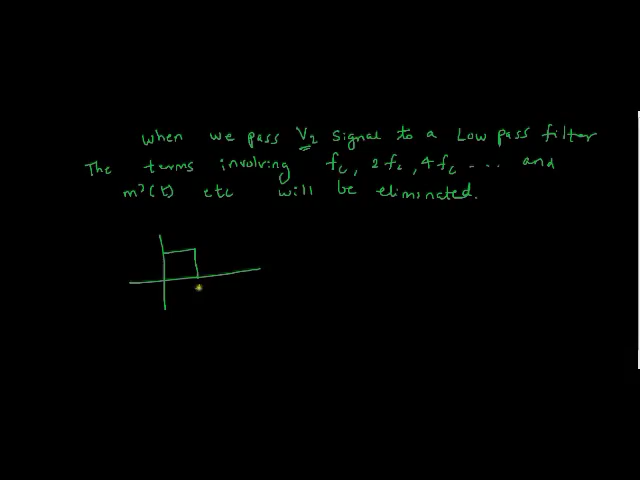 when we pass V2 signal to a Low pass filter
The terms involving fc, 2fc, 4fc ... and
m²(t) etc will be eliminated.